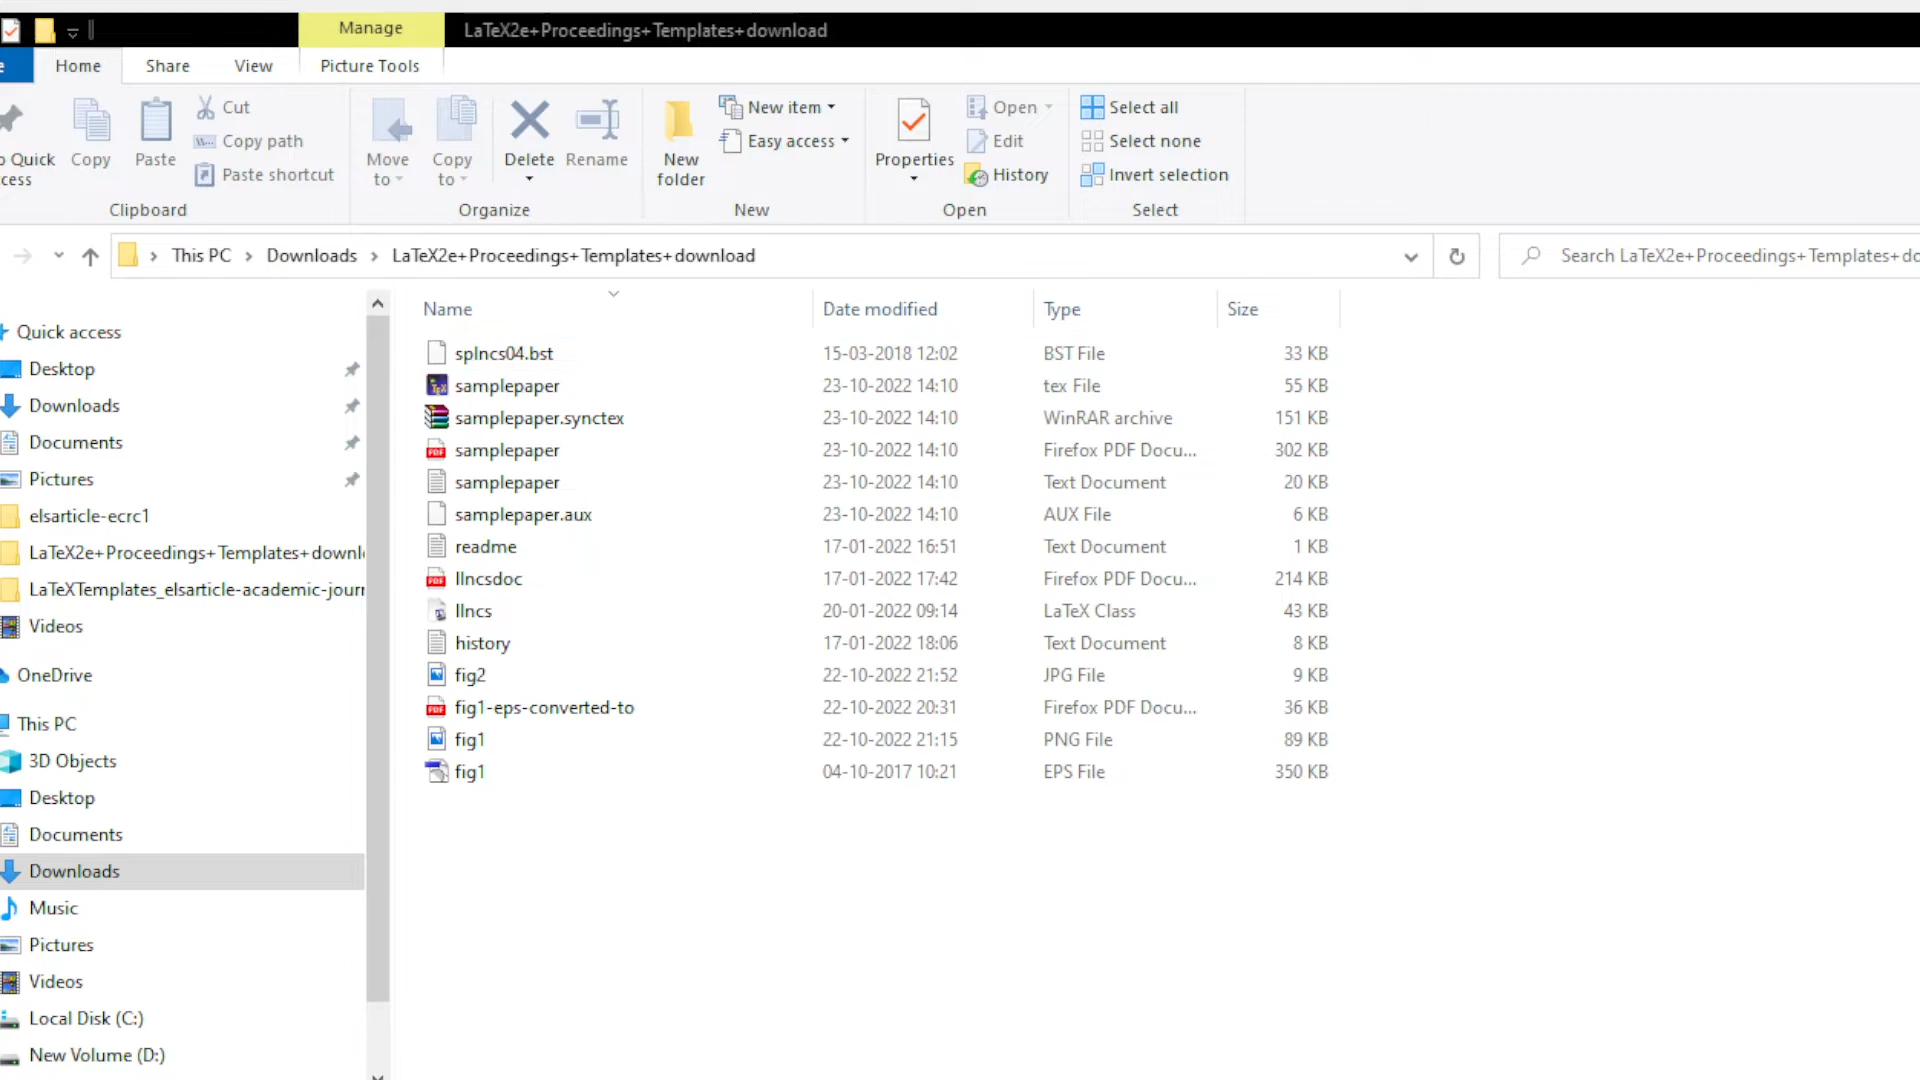 Manage
LaTeX2e+Proceedings+Templates+download
e
Home
Share
View
Picture Tools
o Quick
cess
Copy
Paste
Cut
Copy path
Paste shortcut
Clipboard
Move
to
Copy
to
Delete
Rename
Organize
New
folder
New item
Easy access
New
Properties
Open
Edit
History
Open
Select all
Select none
Invert selection
Select
This PC
Downloads
LaTeX2e+Proceedings+Templates+download
Search LaTeX2e+Proceedings+Templates+do
Quick access
Desktop
Downloads
Documents
Pictures
elsarticle-ecrc1
LaTeX2e+Proceedings+Templates+downl
LaTeXTemplates_elsarticle-academic-journ
Videos
OneDrive
This PC
3D Objects
Desktop
Documents
Downloads
Music
Pictures
Videos
Local Disk (C:)
New Volume (D:)
Name Date modified Type Size
splncs04.bst 15-03-2018 12:02 BST File 33 KB
samplepaper 23-10-2022 14:10 tex File 55 KB
samplepaper.synctex 23-10-2022 14:10 WinRAR archive 151 KB
samplepaper 23-10-2022 14:10 Firefox PDF Docu... 302 KB
samplepaper 23-10-2022 14:10 Text Document 20 KB
samplepaper.aux 23-10-2022 14:10 AUX File 6 KB
readme 17-01-2022 16:51 Text Document 1 KB
llncsdoc 17-01-2022 17:42 Firefox PDF Docu... 214 KB
llncs 20-01-2022 09:14 LaTeX Class 43 KB
history 17-01-2022 18:06 Text Document 8 KB
fig2 22-10-2022 21:52 JPG File 9 KB
fig1-eps-converted-to 22-10-2022 20:31 Firefox PDF Docu... 36 KB
fig1 22-10-2022 21:15 PNG File 89 KB
fig1 04-10-2017 10:21 EPS File 350 KB